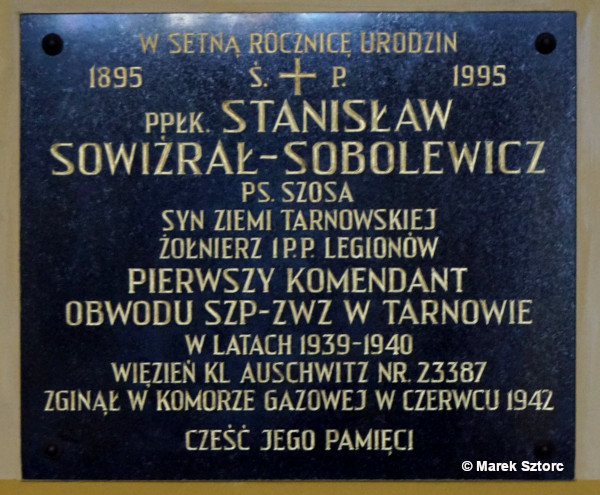 W SETNĄ ROCZNICĘ URODZIN
1895 Ś. P. 1995
PPŁK. STANISŁAW
SOWIŹRAŁ-SOBOLEWICZ
PS. SZOSA
SYN ZIEMI TARNOWSKIEJ
ŻOŁNIERZ 1 P.P. LEGIONÓW
PIERWSZY KOMENDANT
OBWODU SZP-ZWZ W TARNOWIE
W LATACH 1939-1940
WIĘZIEŃ KL AUSCHWITZ NR. 23387
ZGINĄŁ W KOMORZE GAZOWEJ W CZERWCU 1942
CZEŚĆ JEGO PAMIĘCI
© Marek Sztorc